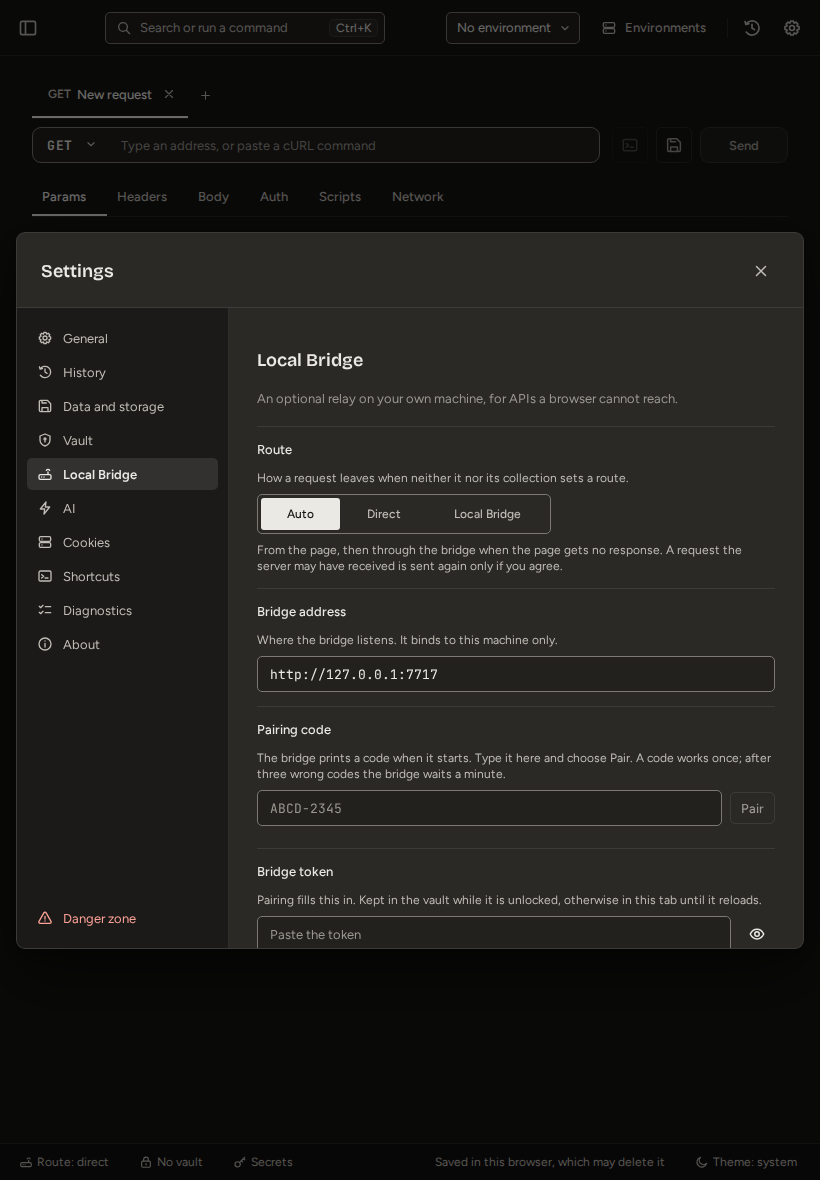 Search or run a command Ctrl+K No environment Environments
GET New request
GET Type an address, or paste a cURL command Send
Params Headers Body Auth Scripts Network
Settings
General
History
Data and storage
Vault
Local Bridge
AI
Cookies
Shortcuts
Diagnostics
About
Danger zone
Local Bridge
An optional relay on your own machine, for APIs a browser cannot reach.
Route
How a request leaves when neither it nor its collection sets a route.
Auto Direct Local Bridge
From the page, then through the bridge when the page gets no response. A request the
server may have received is sent again only if you agree.
Bridge address
Where the bridge listens. It binds to this machine only.
http://127.0.0.1:7717
Pairing code
The bridge prints a code when it starts. Type it here and choose Pair. A code works once; after
three wrong codes the bridge waits a minute.
ABCD-2345 Pair
Bridge token
Pairing fills this in. Kept in the vault while it is unlocked, otherwise in this tab until it reloads.
Paste the token
Route: direct No vault Secrets Saved in this browser, which may delete it Theme: system